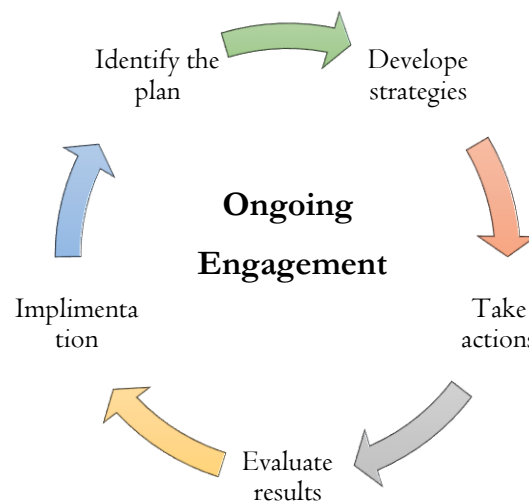 Identify the
plan
Develope
strategies
Ongoing
Engagement
Take
actions
Evaluate
results
Implimenta
tion